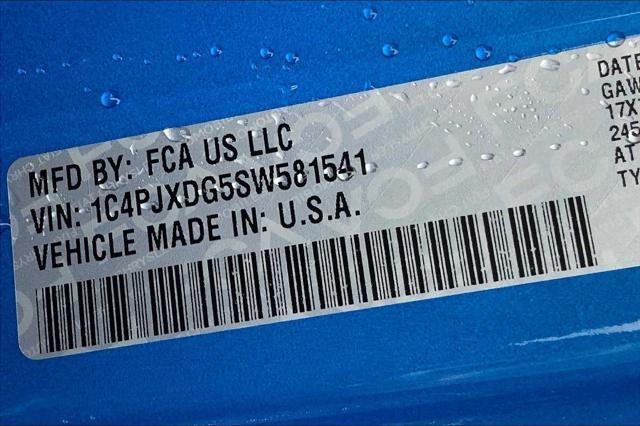 MFD BY: FCA US LLC
VIN: 1C4PJXDG5SW581541
VEHICLE MADE IN: U.S.A.
DATE
GAW
17X
245
AT
TY